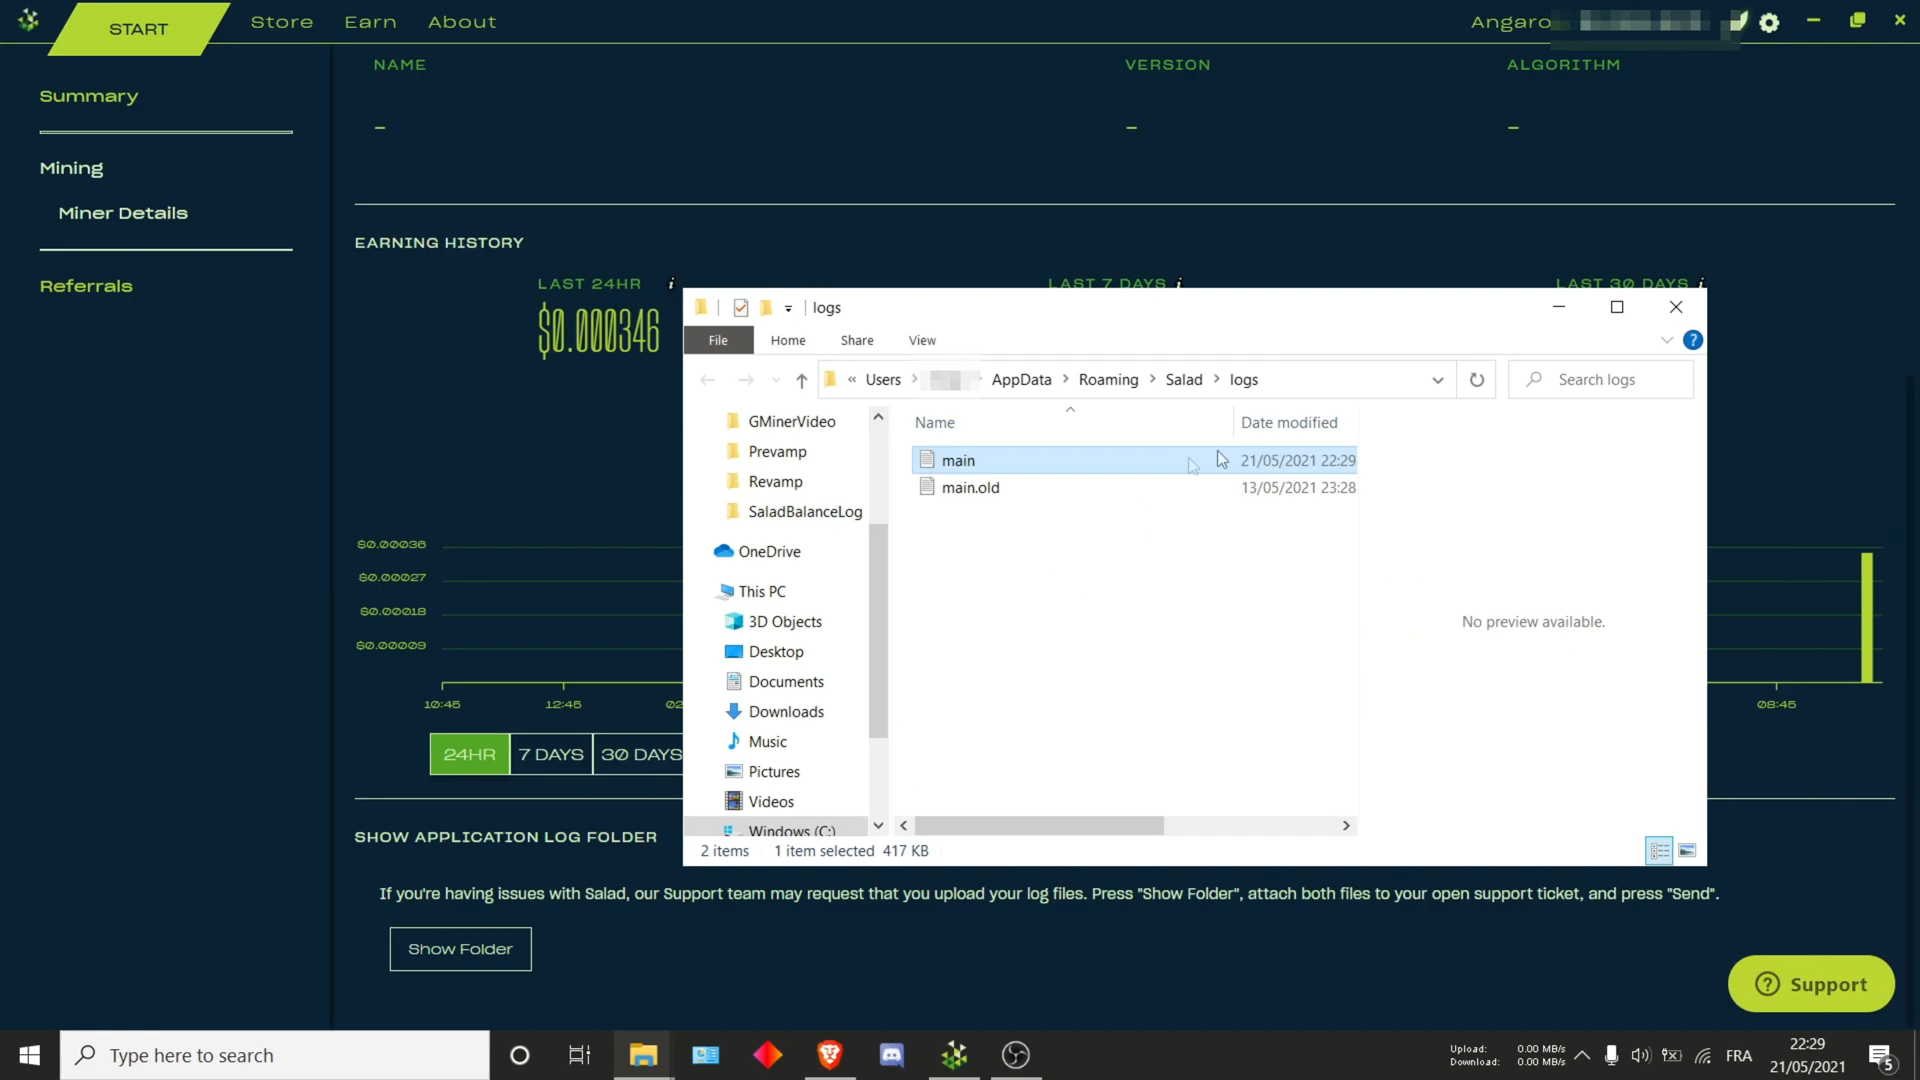 START
Store
Earn
About
Angaro
Summary
Mining
Miner Details
Referrals
NAME
VERSION
ALGORITHM
–
–
–
EARNING HISTORY
LAST 24HR i
LAST 7 DAYS i
LAST 30 DAYS i
$0.000346
$0.00036
$0.00027
$0.00018
$0.00009
10:45
12:45
02
08:45
24HR
7 DAYS
30 DAYS
logs
File
Home
Share
View
?
« Users > AppData > Roaming > Salad > logs
Search logs
GMinerVideo
Prevamp
Revamp
SaladBalanceLog
OneDrive
This PC
3D Objects
Desktop
Documents
Downloads
Music
Pictures
Videos
Windows (C:)
Name
Date modified
main
21/05/2021 22:29
main.old
13/05/2021 23:28
No preview available.
2 items
1 item selected 417 KB
SHOW APPLICATION LOG FOLDER
If you're having issues with Salad, our Support team may request that you upload your log files. Press "Show Folder", attach both files to your open support ticket, and press "Send".
Show Folder
? Support
Type here to search
Upload: 0.00 MB/s
Download: 0.00 MB/s
FRA
22:29
21/05/2021
5